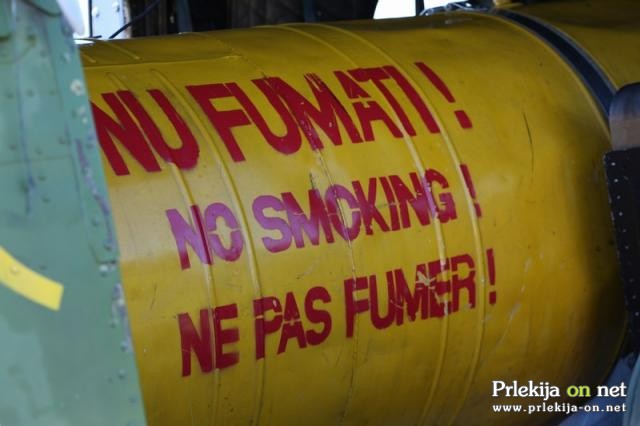 NU FUMATI!
NO SMOKING!
NE PAS FUMER!
Prlekija on net
www.prlekija-on.net